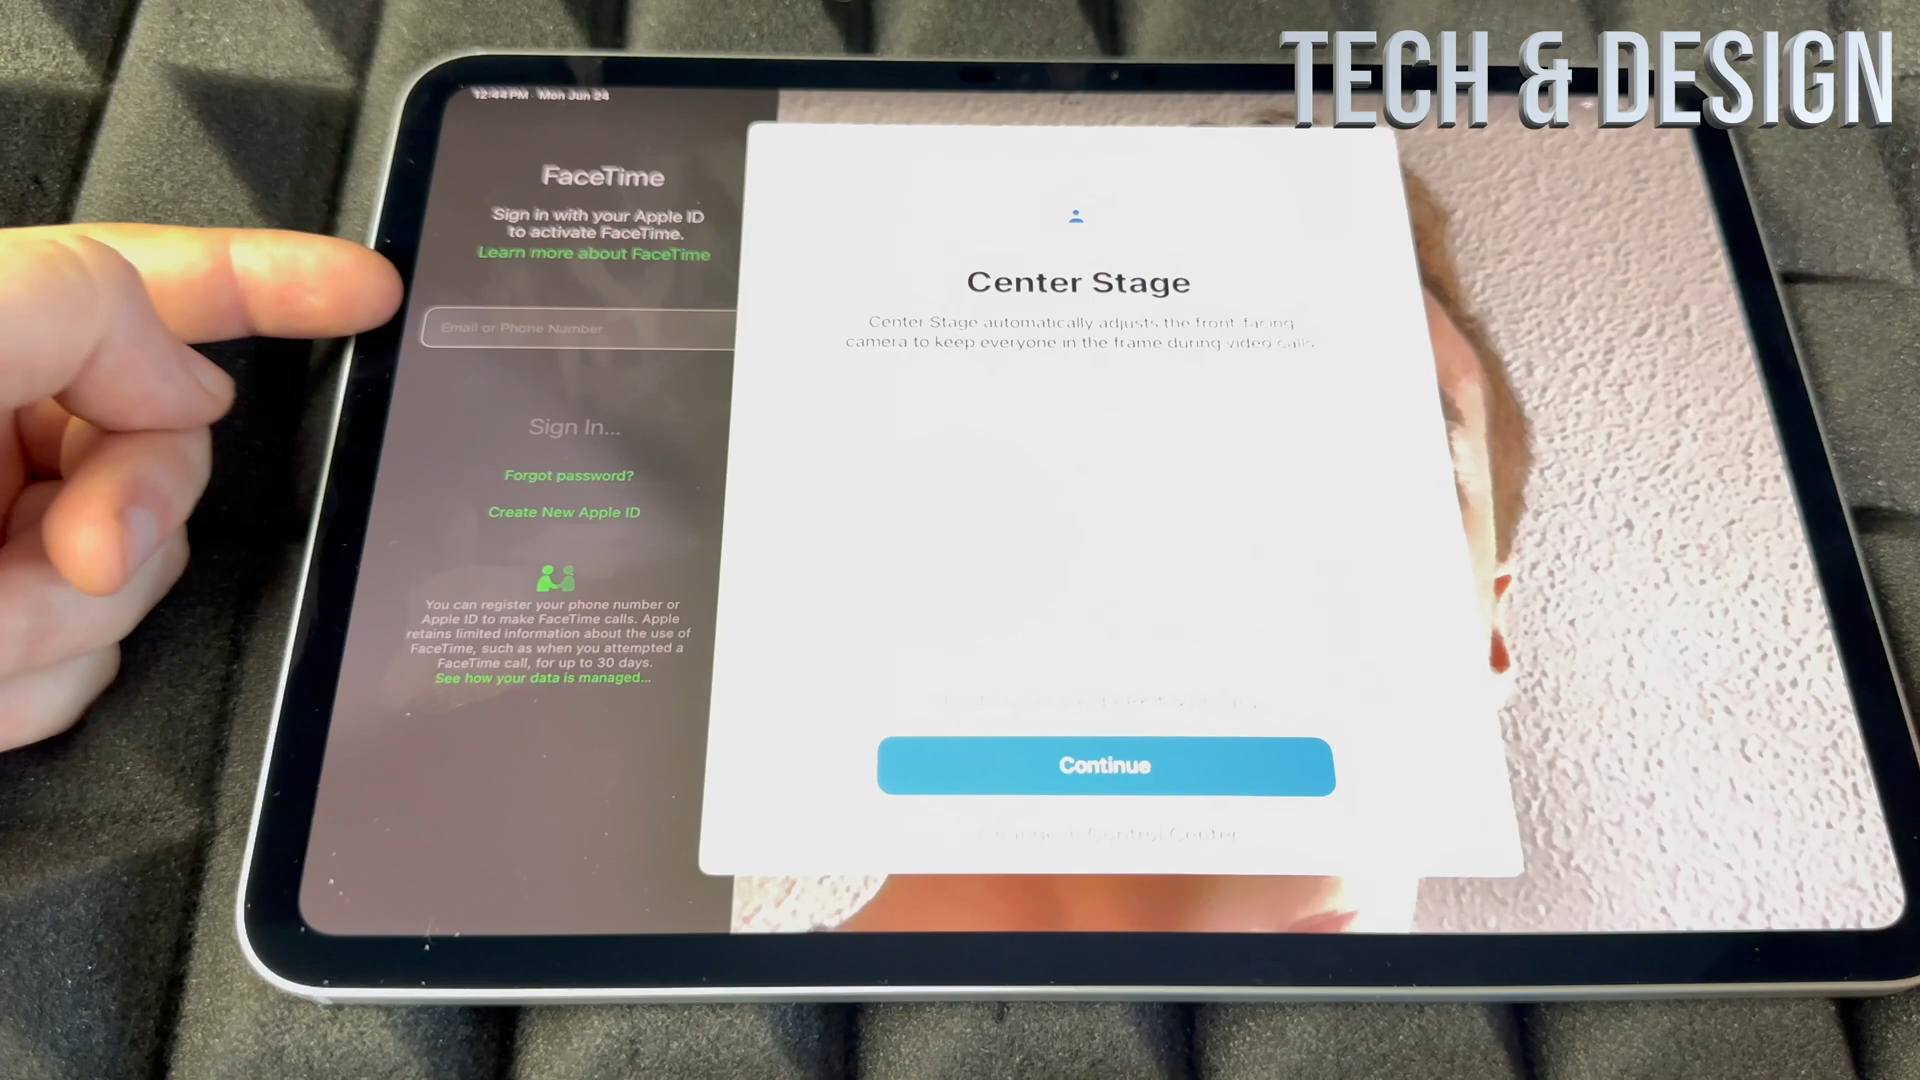 TECH & DESIGN
12:44 PM Mon Jun 24
FaceTime
Sign in with your Apple ID
to activate FaceTime.
Learn more about FaceTime
Email or Phone Number
Sign In...
Forgot password?
Create New Apple ID
You can register your phone number or
Apple ID to make FaceTime calls. Apple
retains limited information about the use of
FaceTime, such as when you attempted a
FaceTime call, for up to 30 days.
See how your data is managed...
Center Stage
Center Stage automatically adjusts the front-facing
camera to keep everyone in the frame during video calls.
Continue
Control Center